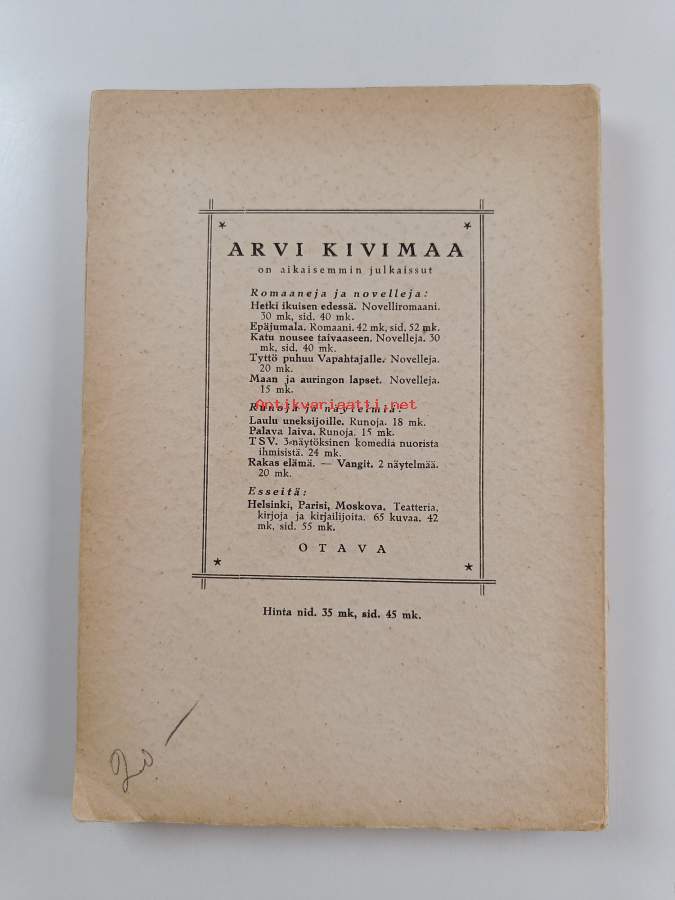 ARVI KIVIMAA
on aikaisemmin julkaissut
Romaaneja ja novelleja:
Hetki ikuisen edessä. Novelliromaani.
30 mk, sid. 40 mk.
Epäjumala. Romaani. 42 mk, sid. 52 mk.
Katu nousee taivaaseen. Novelleja. 30
mk, sid. 40 mk.
Tyttö puhuu Vapahtajalle. Novelleja.
20 mk.
Maan ja auringon lapset. Novelleja.
15 mk.
Antikvariaatti.net
Runoja ja näytelmiä:
Laulu uneksijoille. Runoja. 18 mk.
Palava laiva. Runoja. 15 mk.
TSV. 3-näytöksinen komedia nuorista
ihmisistä. 24 mk.
Rakas elämä. — Vangit. 2 näytelmää.
20 mk.
Esseitä:
Helsinki, Parisi, Moskova. Teatteria,
kirjoja ja kirjailijoita. 65 kuvaa. 42
mk, sid. 55 mk.
OTAVA
Hinta nid. 35 mk, sid. 45 mk.
20 —